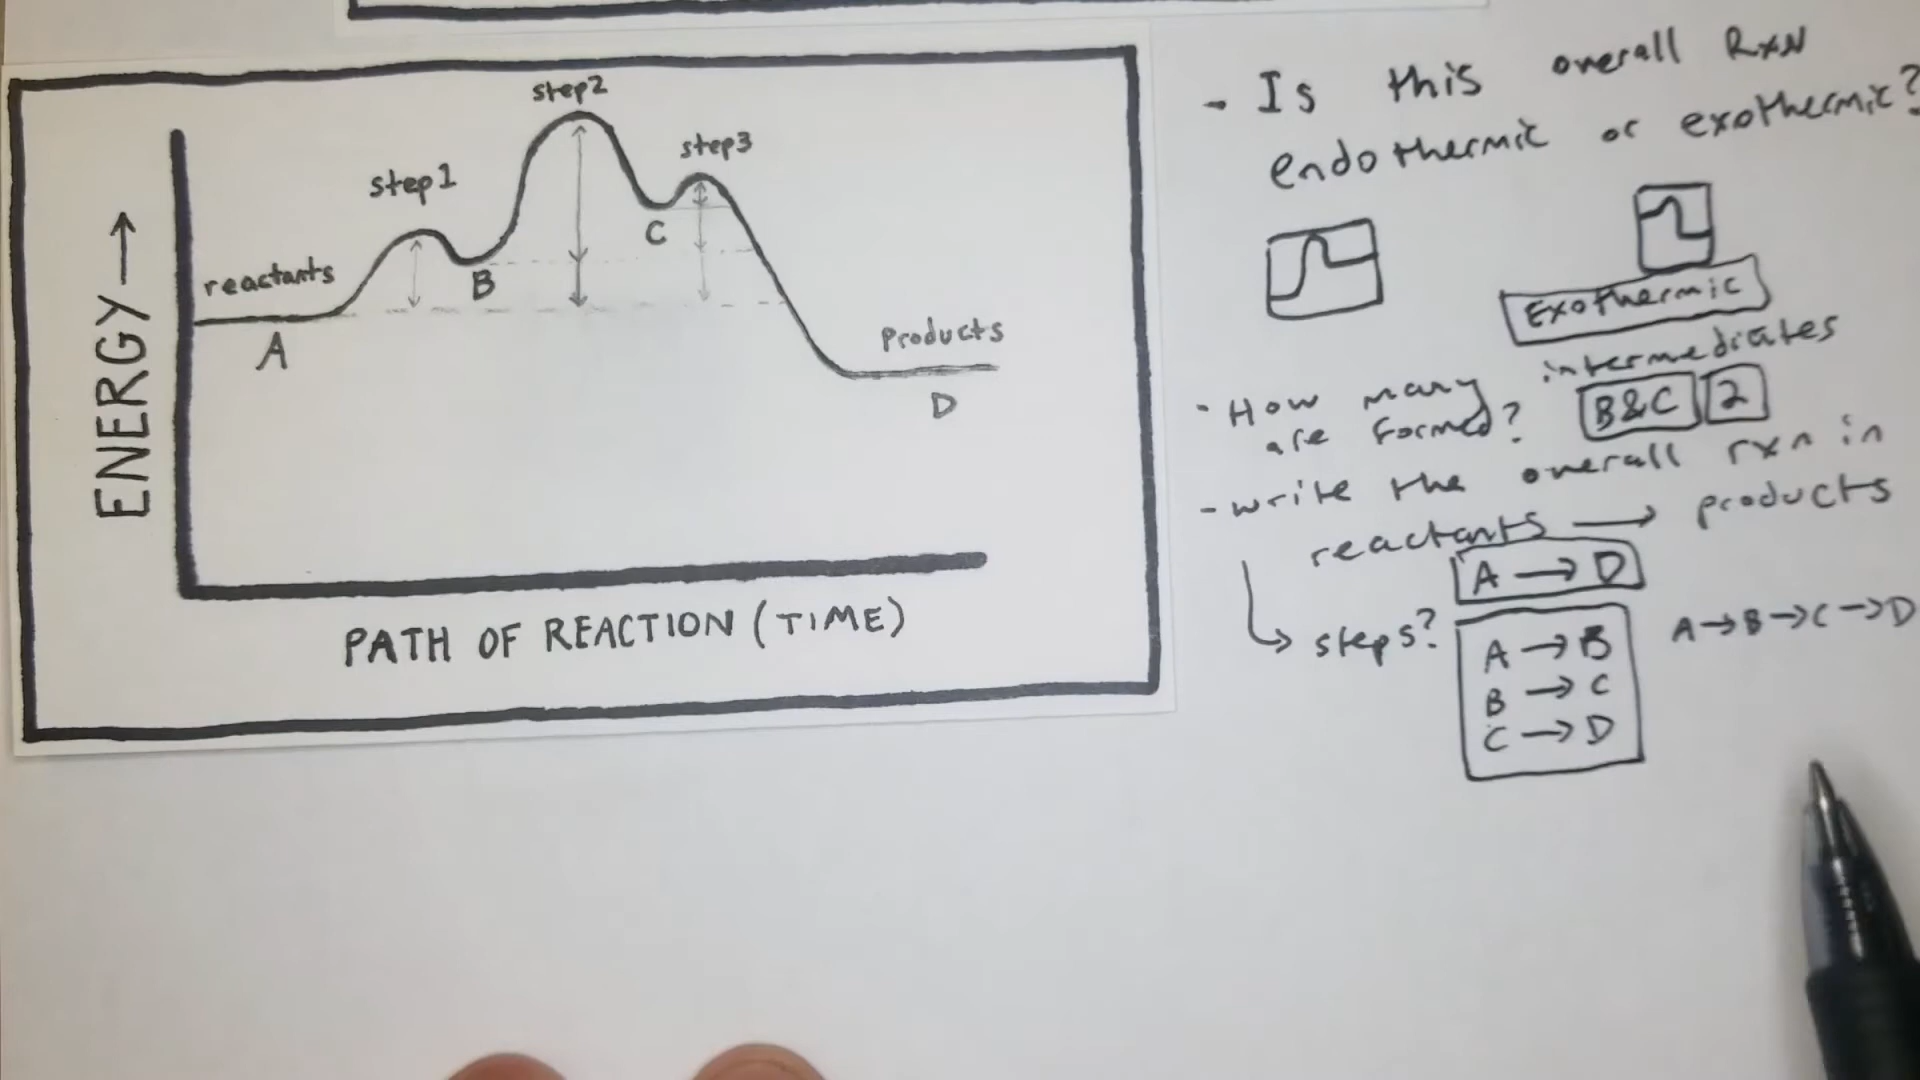 step2
step3
step1
reactants
B
C
A
Products
D
ENERGY →
PATH OF REACTION (TIME)
- Is this overall RXN
endothermic or exothermic?
Exothermic
- How many intermediates
are formed? B&C 2
- write the overall rxn in
reactants → products
A → D
steps? A → B
B → C
C → D
A → B → C → D